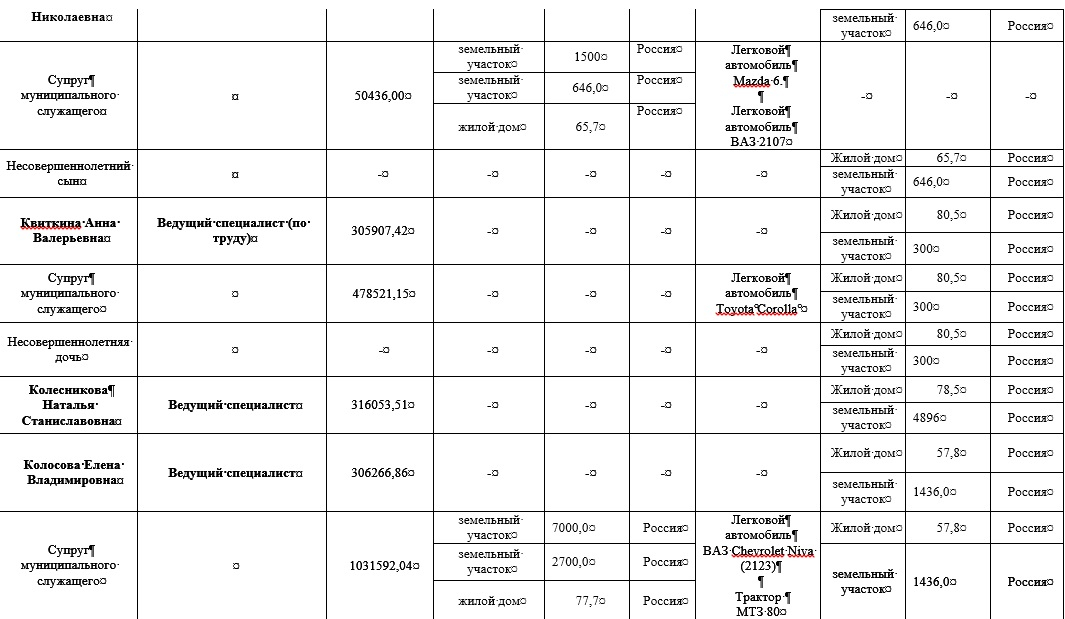 Николаевна¤
земельный·
участок¤
646,0¤
Россия¤
Супруг¶
муниципального·
служащего¤
¤
50436,00¤
земельный·
участок¤
1500¤
Россия¤
земельный·
участок¤
646,0¤
Россия¤
жилой·дом¤
65,7¤
Россия¤
Легковой¶
автомобиль¶
Mazda·6.¶
¶
Легковой¶
автомобиль¶
ВАЗ·2107¤
-¤
-¤
-¤
Несовершеннолетний·
сын¤
¤
-¤
-¤
-¤
-¤
-¤
Жилой·дом¤
65,7¤
Россия¤
земельный·
участок¤
646,0¤
Россия¤
Квиткина·Анна·
Валерьевна¤
Ведущий·специалист·(по·
труду)¤
305907,42¤
-¤
-¤
-¤
-¤
Жилой·дом¤
80,5¤
Россия¤
земельный·
участок¤
300¤
Россия¤
Супруг¶
муниципального·
служащего¤
¤
478521,15¤
-¤
-¤
-¤
Легковой¶
автомобиль¶
Toyota°Corolla°¤
Жилой·дом¤
80,5¤
Россия¤
земельный·
участок¤
300¤
Россия¤
Несовершеннолетняя·
дочь¤
¤
-¤
-¤
-¤
-¤
-¤
Жилой·дом¤
80,5¤
Россия¤
земельный·
участок¤
300¤
Россия¤
Колесникова¶
Наталья·
Станиславовна¤
Ведущий·специалист¤
316053,51¤
-¤
-¤
-¤
-¤
Жилой·дом¤
78,5¤
Россия¤
земельный·
участок¤
4896¤
Россия¤
Колосова·Елена·
Владимировна¤
Ведущий·специалист¤
306266,86¤
-¤
-¤
-¤
-¤
Жилой·дом¤
57,8¤
Россия¤
земельный·
участок¤
1436,0¤
Россия¤
Супруг¶
муниципального·
служащего¤
¤
1031592,04¤
земельный·
участок¤
7000,0¤
Россия¤
земельный·
участок¤
2700,0¤
Россия¤
жилой·дом¤
77,7¤
Россия¤
Легковой¶
автомобиль¶
ВАЗ·Chevrolet·Niva·
(2123)¶
¶
Трактор·¶
МТЗ·80¤
Жилой·дом¤
57,8¤
Россия¤
земельный·
участок¤
1436,0¤
Россия¤